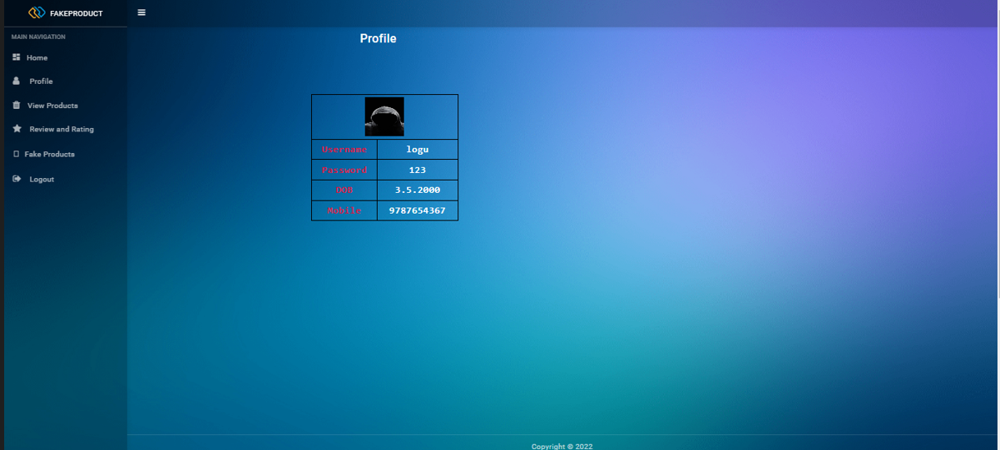 FAKEPRODUCT
MAIN NAVIGATION
Home
Profile
View Products
Review and Rating
Fake Products
Logout
Profile
Username logu
Password 123
DOB 3.5.2000
Mobile 9787654367
Copyright © 2022